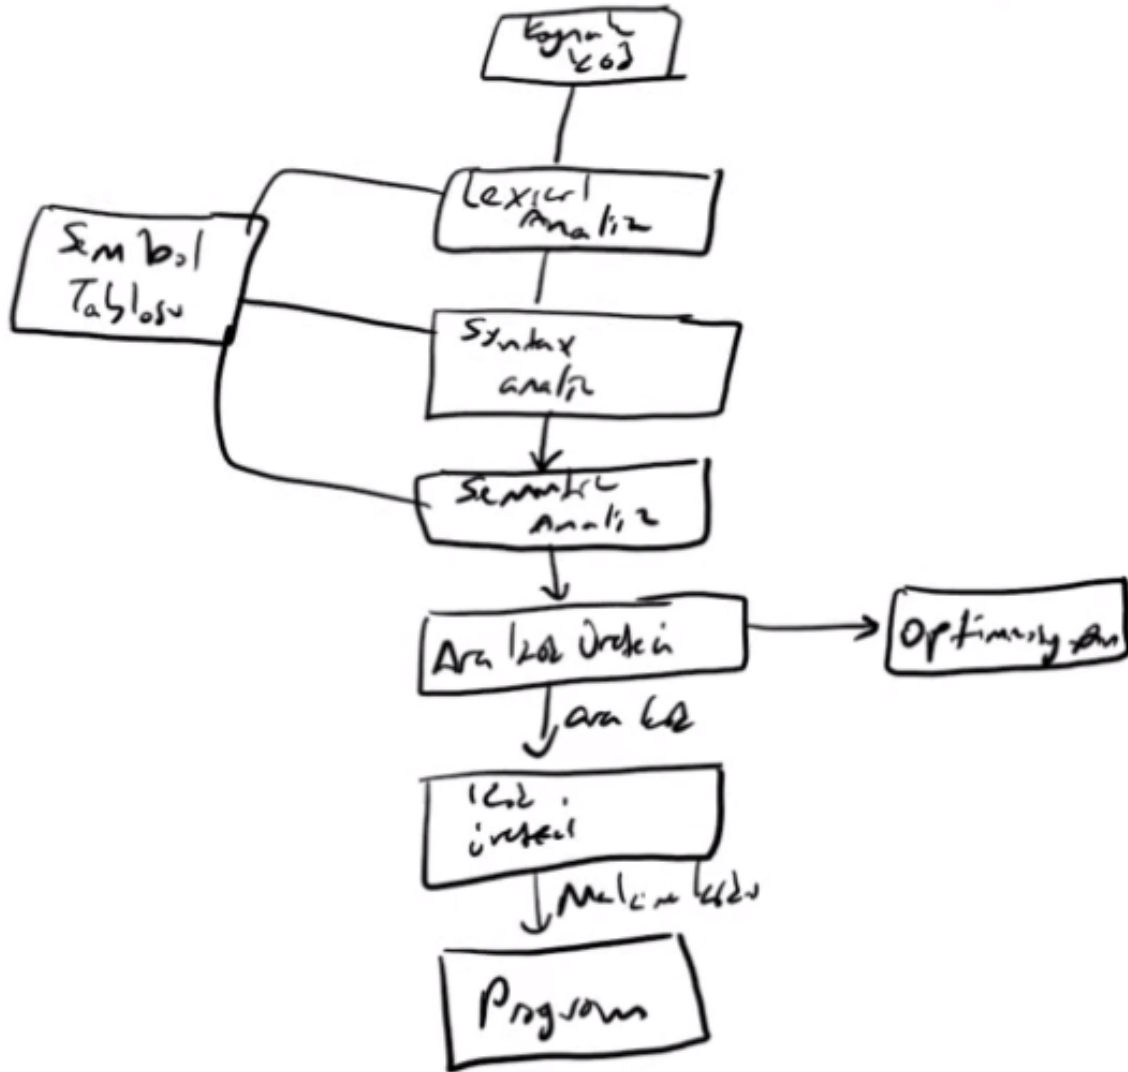 Kaynak
kod
Lexical
Analiz
Sembol
Tablosu
Syntax
analiz
Semantic
Analiz
Ara kod üretici
Optimizasyon
ara kod
kod
üretici
Makine kodu
Program